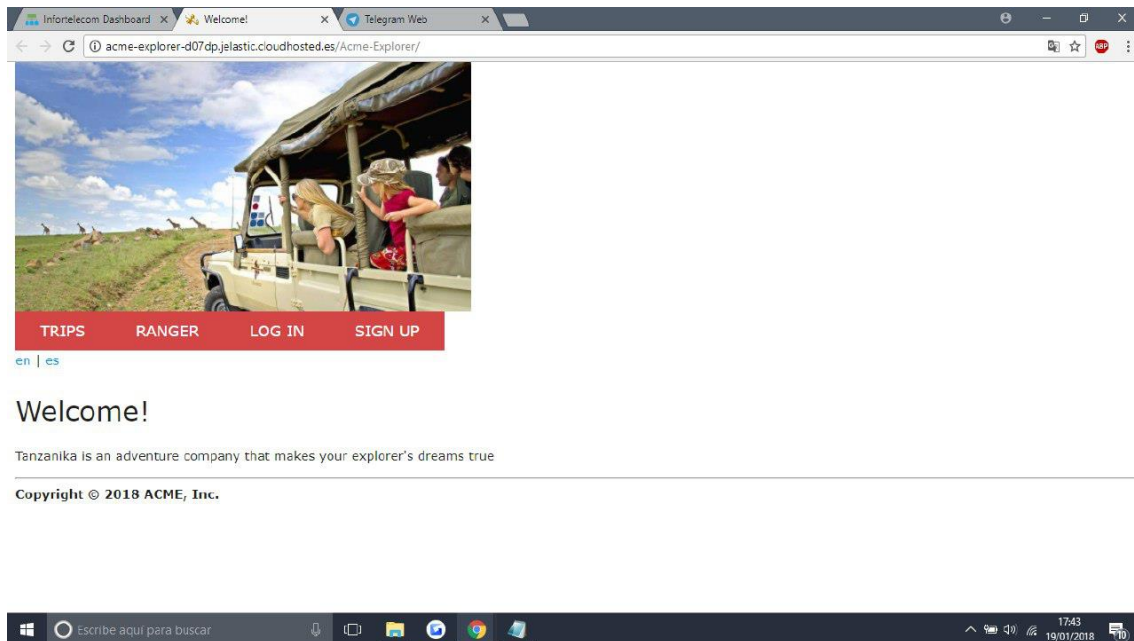 Infortelecom Dashboard Welcome! Telegram Web
acme-explorer-d07dp.jelastic.cloudhosted.es/Acme-Explorer/
ABP
TRIPS RANGER LOG IN SIGN UP
en | es
Welcome!
Tanzanika is an adventure company that makes your explorer's dreams true
Copyright © 2018 ACME, Inc.
Escribe aquí para buscar
17:43
19/01/2018
10